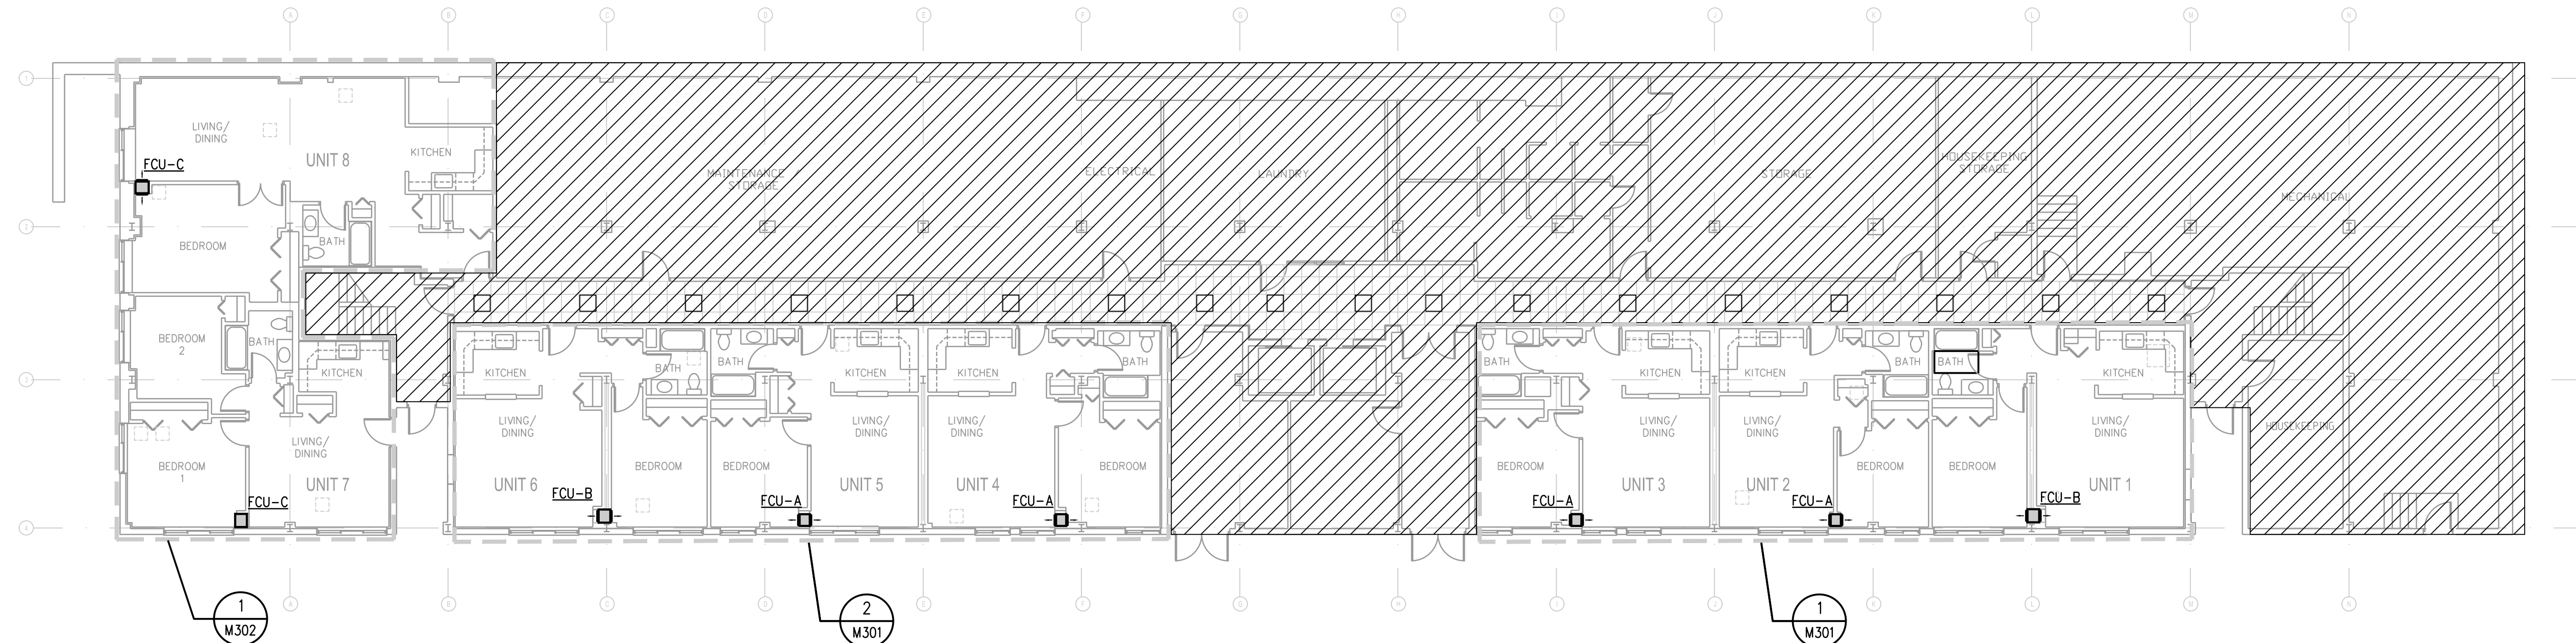 A B C D E F G H I J K L M N
1
LIVING/
DINING
UNIT 8
KITCHEN
FCU-C
BEDROOM
BATH
2
MAINTENANCE
STORAGE
ELECTRICAL
LAUNDRY
STORAGE
HOUSEKEEPING
STORAGE
MECHANICAL
BEDROOM
2
BATH
KITCHEN
3
BEDROOM
1
LIVING/
DINING
UNIT 7
FCU-C
4
KITCHEN
BATH
LIVING/
DINING
UNIT 6
BEDROOM
FCU-B
BATH
KITCHEN
BEDROOM
LIVING/
DINING
UNIT 5
FCU-A
KITCHEN
BATH
LIVING/
DINING
UNIT 4
BEDROOM
FCU-A
BATH
KITCHEN
BEDROOM
LIVING/
DINING
UNIT 3
FCU-A
KITCHEN
BATH
LIVING/
DINING
UNIT 2
BEDROOM
FCU-A
BATH
KITCHEN
BEDROOM
LIVING/
DINING
UNIT 1
FCU-B
HOUSEKEEPING
A B C D E F G H I J K L M N
1
M302
2
M301
1
M301